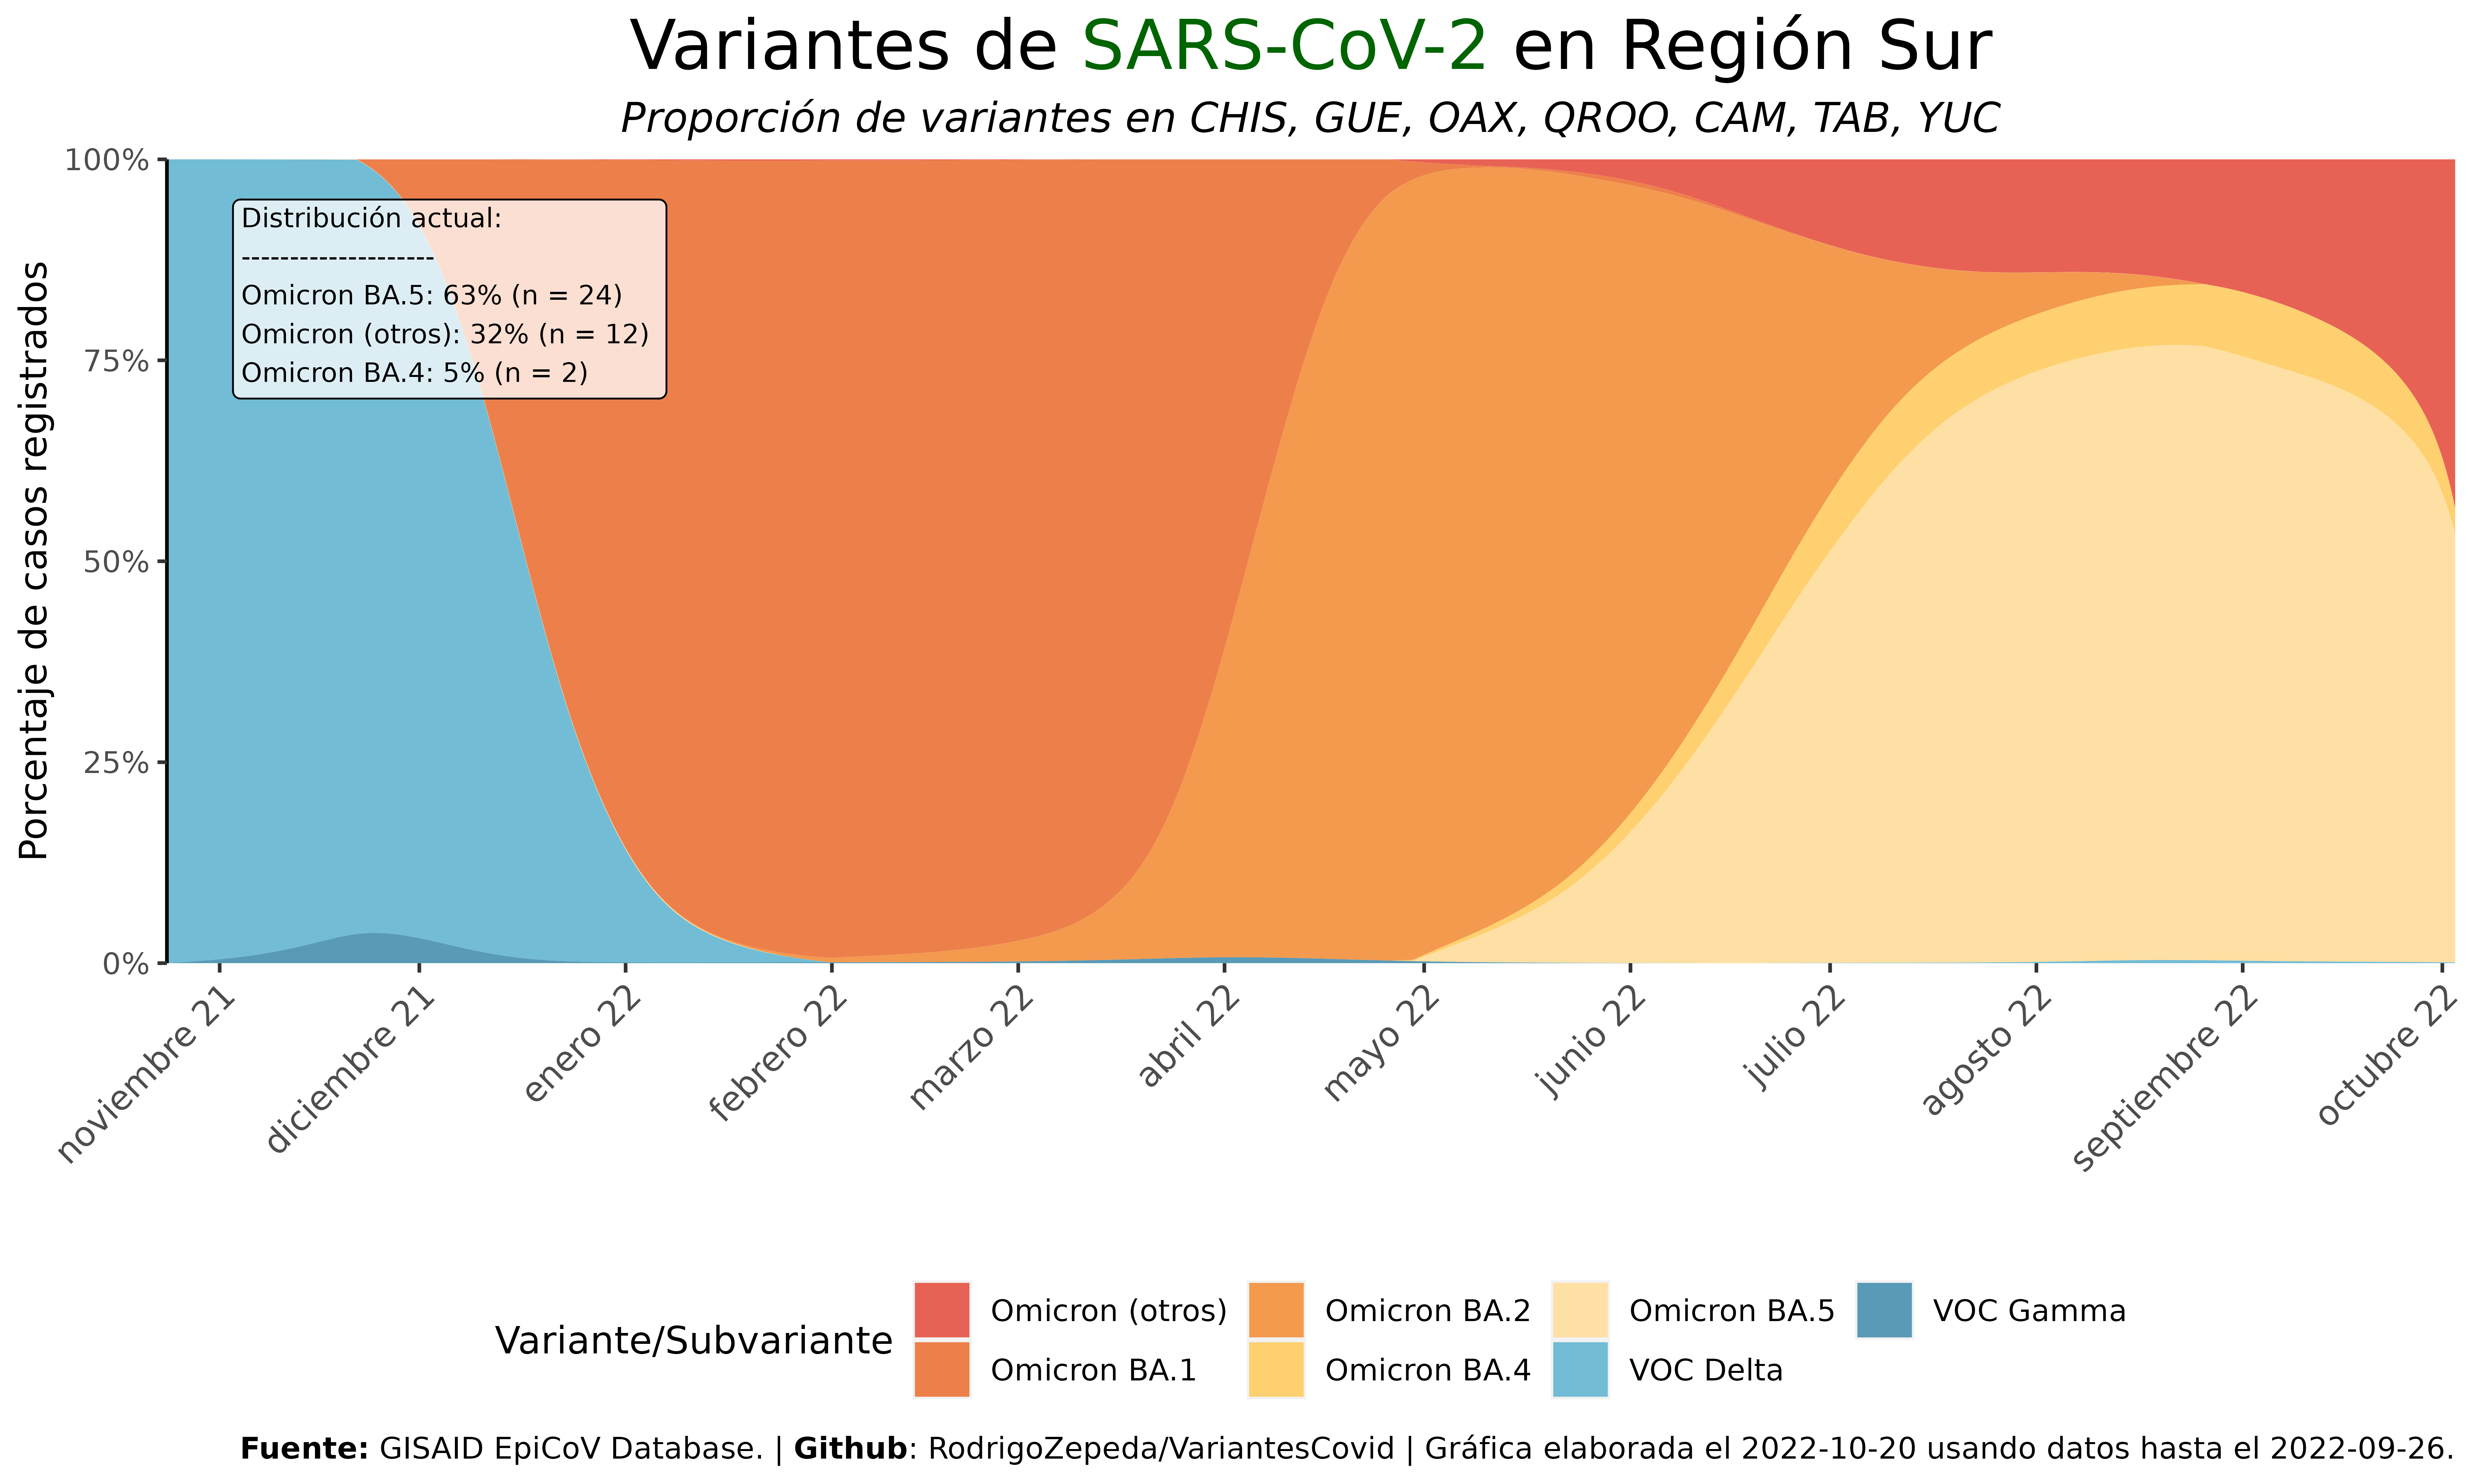 Variantes de SARS-CoV-2 en Región Sur
Proporción de variantes en CHIS, GUE, OAX, QROO, CAM, TAB, YUC
Porcentaje de casos registrados
100%
75%
50%
25%
0%
Distribución actual:
--------------------
Omicron BA.5: 63% (n = 24)
Omicron (otros): 32% (n = 12)
Omicron BA.4: 5% (n = 2)
noviembre 21
diciembre 21
enero 22
febrero 22
marzo 22
abril 22
mayo 22
junio 22
julio 22
agosto 22
septiembre 22
octubre 22
Variante/Subvariante
Omicron (otros)
Omicron BA.1
Omicron BA.2
Omicron BA.4
Omicron BA.5
VOC Delta
VOC Gamma
Fuente: GISAID EpiCoV Database. | Github: RodrigoZepeda/VariantesCovid | Gráfica elaborada el 2022-10-20 usando datos hasta el 2022-09-26.